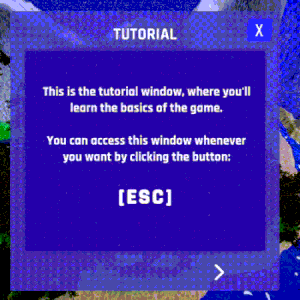 TUTORIAL
X
This is the tutorial window, where you'll
learn the basics of the game.
You can access this window whenever
you want by clicking the button:
[ESC]